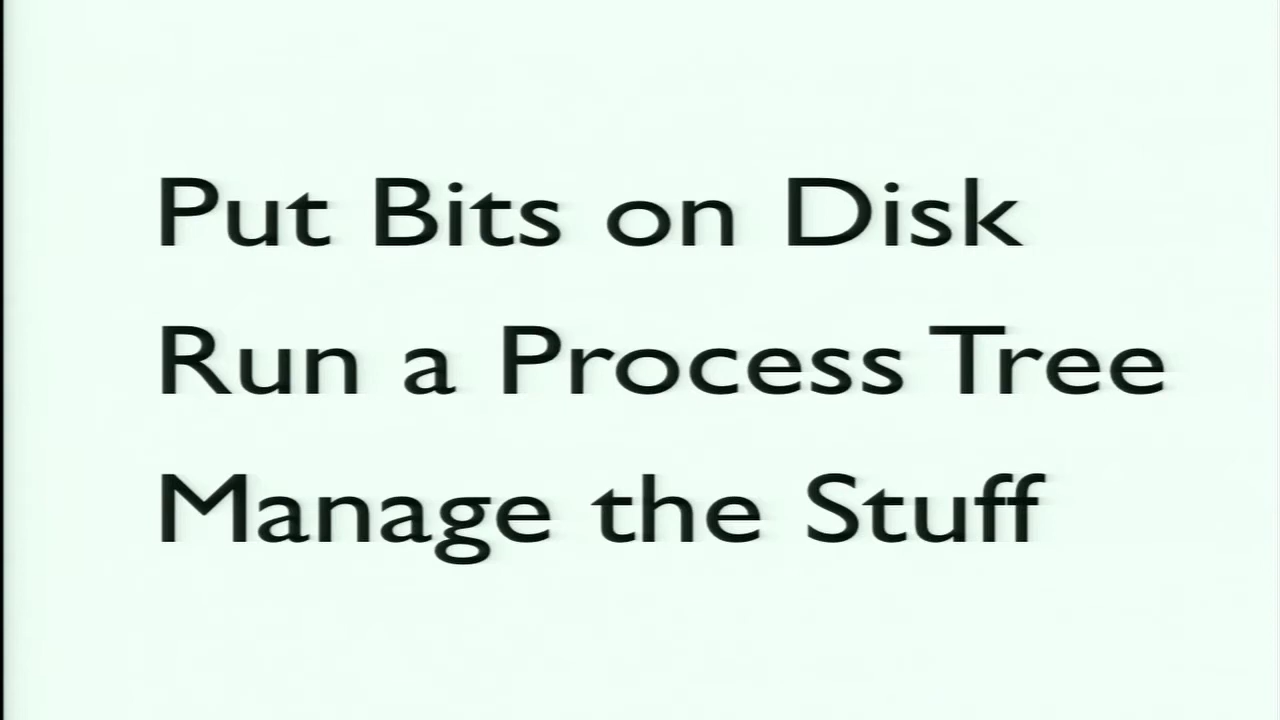 Put Bits on Disk
Run a Process Tree
Manage the Stuff